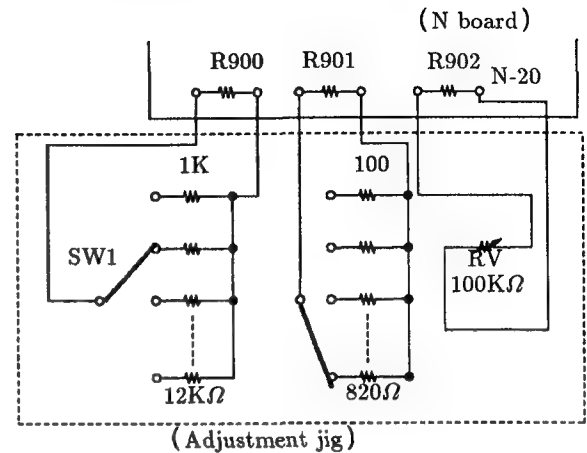 (N board)
R900 R901 R902 N-20
1K 100
SW1
RV
100KΩ
12KΩ 820Ω
(Adjustment jig)